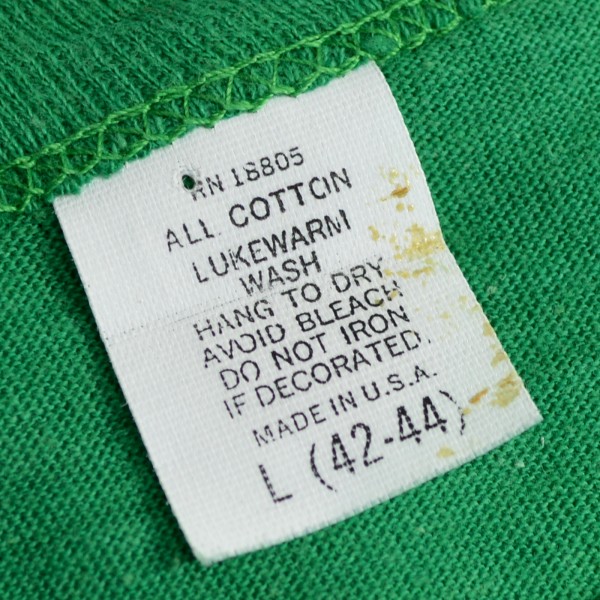 RN 18805
ALL COTTON
LUKEWARM
WASH
HANG TO DRY
AVOID BLEACH
DO NOT IRON
IF DECORATED.
MADE IN U.S.A.
L (42-44)